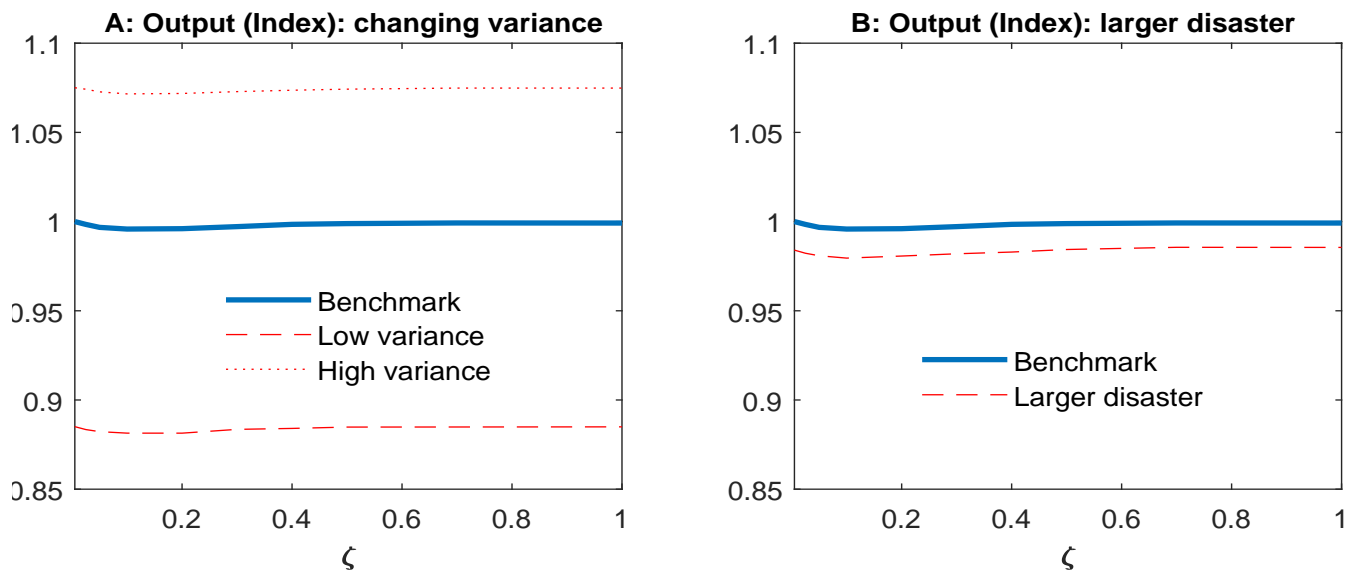 A: Output (Index): changing variance
1.1
1.05
1
0.95
0.9
0.85
Benchmark
Low variance
High variance
0.2 0.4 0.6 0.8 1
ζ
B: Output (Index): larger disaster
1.1
1.05
1
0.95
0.9
0.85
Benchmark
Larger disaster
0.2 0.4 0.6 0.8 1
ζ